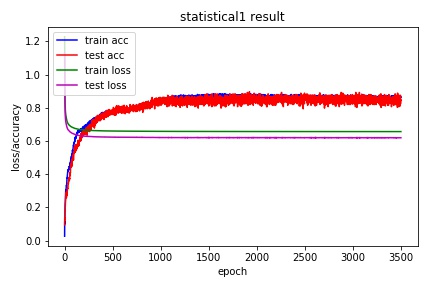 statistical1 result
train acc
test acc
train loss
test loss
loss/accuracy
1.2
1.0
0.8
0.6
0.4
0.2
0.0
0 500 1000 1500 2000 2500 3000 3500
epoch